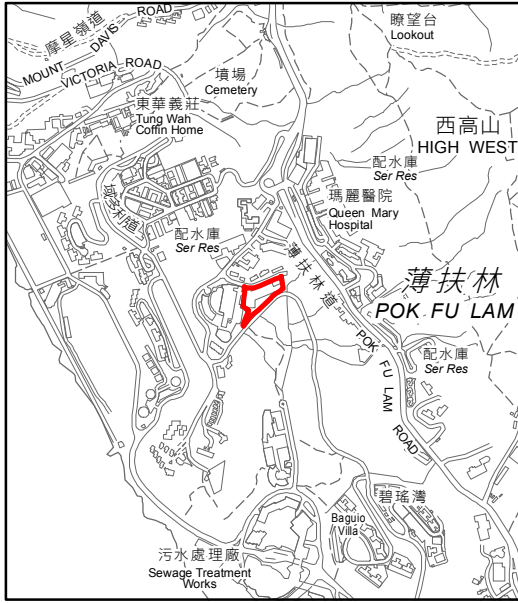 瞭望台
Lookout
摩星嶺道
MOUNT DAVIS ROAD
VICTORIA ROAD
墳場
Cemetery
東華義莊
Tung Wah
Coffin Home
西高山
HIGH WEST
配水庫
Ser Res
瑪麗醫院
Queen Mary
Hospital
域多利道
配水庫
Ser Res
薄扶林道
薄扶林
POK FU LAM
POK FU LAM ROAD
配水庫
Ser Res
碧瑤灣
Baguio
Villa
污水處理廠
Sewage Treatment
Works